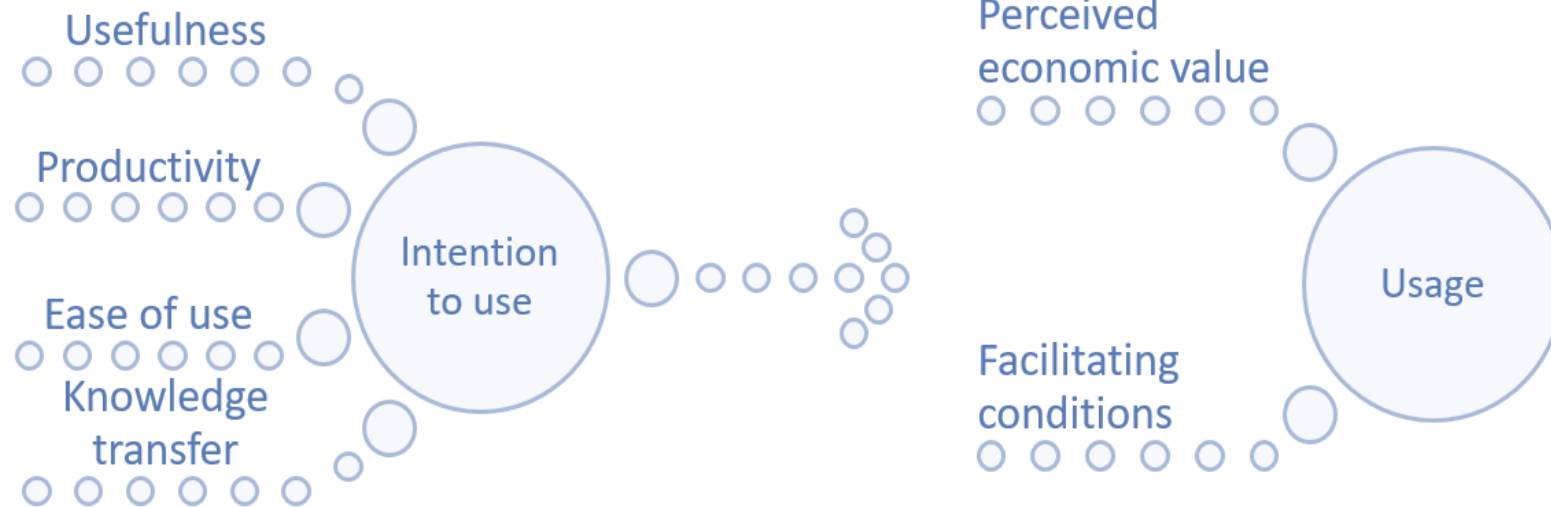 Usefulness
Productivity
Ease of use
Knowledge
transfer
Intention
to use
Perceived
economic value
Facilitating
conditions
Usage